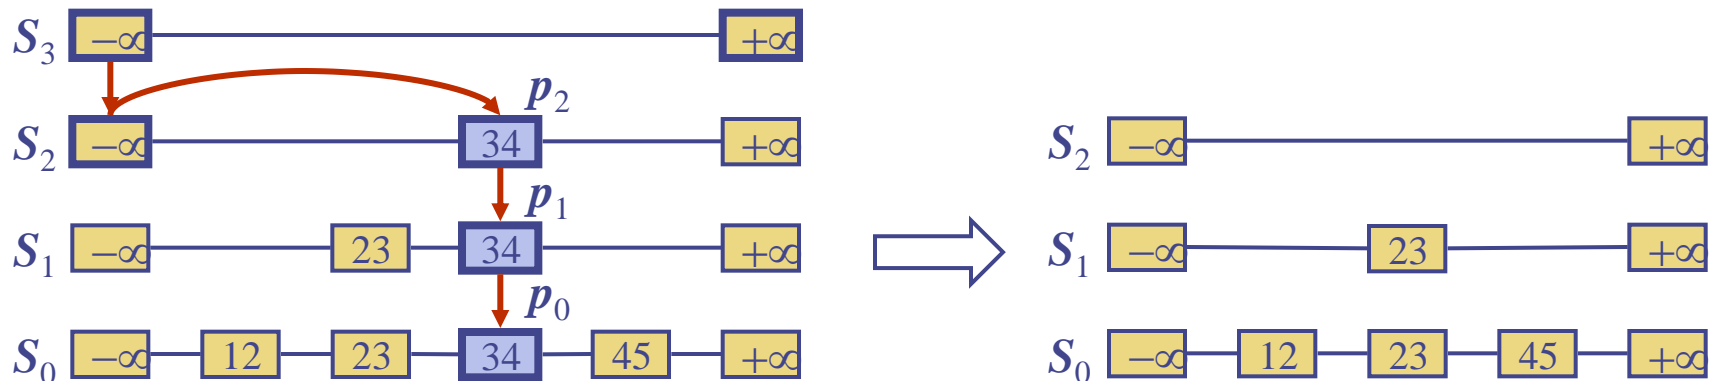 S₃ −∞ +∞
p₂
S₂ −∞ 34 +∞
p₁
S₁ −∞ 23 34 +∞
p₀
S₀ −∞ 12 23 34 45 +∞
S₂ −∞ +∞
S₁ −∞ 23 +∞
S₀ −∞ 12 23 45 +∞